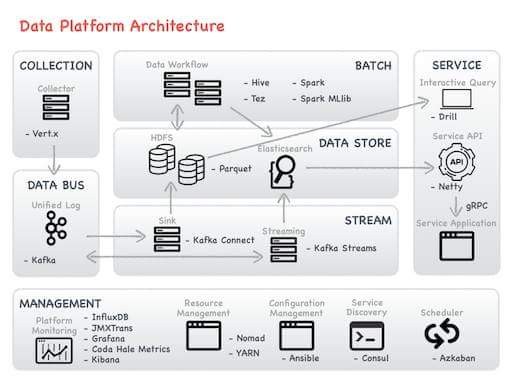 Data Platform Architecture
COLLECTION
Collector
- Vert.x
DATA BUS
Unified Log
- Kafka
BATCH
Data Workflow
- Hive
- Tez
- Spark
- Spark MLlib
DATA STORE
HDFS
- Parquet
Elasticsearch
STREAM
Sink
- Kafka Connect
Streaming
- Kafka Streams
SERVICE
Interactive Query
- Drill
Service API
API
- Netty
gRPC
Service Application
MANAGEMENT
Platform
Monitoring
- InfluxDB
- JMXTrans
- Grafana
- Coda Hale Metrics
- Kibana
Resource
Management
- Nomad
- YARN
Configuration
Management
- Ansible
Service
Discovery
- Consul
Scheduler
- Azkaban